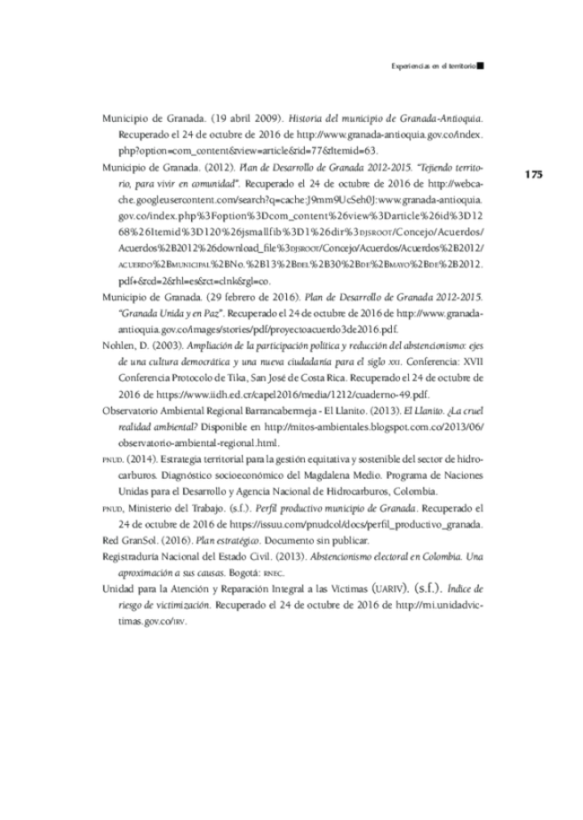 Experiencias en el territorio
175
Municipio de Granada. (19 abril 2009). Historia del municipio de Granada-Antioquia.
Recuperado el 24 de octubre de 2016 de http://www.granada-antioquia.gov.co/index.
php?option=com_content&view=article&id=77&Itemid=63.
Municipio de Granada. (2012). Plan de Desarrollo de Granada 2012-2015. "Tejiendo territo-
rio, para vivir en comunidad". Recuperado el 24 de octubre de 2016 de http://webca-
che.googleusercontent.com/search?q=cache:J9mm9UcSeh0J:www.granada-antioquia.
gov.co/index.php%3Foption%3Dcom_content%26view%3Darticle%26id%3D12
68%26Itemid%3D120%26jsmallfib%3D1%26dir%3DJSROOT/Concejo/Acuerdos/
Acuerdos%2B2012%26download_file%3DJSROOT/Concejo/Acuerdos/Acuerdos%2B2012/
ACUERDO%2BMUNICIPAL%2BNo.%2B13%2BDEL%2B30%2BDE%2BMAYO%2BDE%2B2012.
pdf+&cd=2&hl=es&ct=clnk&gl=co.
Municipio de Granada. (29 febrero de 2016). Plan de Desarrollo de Granada 2012-2015.
"Granada Unida y en Paz". Recuperado el 24 de octubre de 2016 de http://www.granada-
antioquia.gov.co/images/stories/pdf/proyectoacuerdo3de2016.pdf.
Nohlen, D. (2003). Ampliación de la participación política y reducción del abstencionismo: ejes
de una cultura democrática y una nueva ciudadanía para el siglo XXI. Conferencia: XVII
Conferencia Protocolo de Tika, San José de Costa Rica. Recuperado el 24 de octubre de
2016 de https://www.iidh.ed.cr/capel2016/media/1212/cuaderno-49.pdf.
Observatorio Ambiental Regional Barrancabermeja - El Llanito. (2013). El Llanito. ¿La cruel
realidad ambiental? Disponible en http://mitos-ambientales.blogspot.com.co/2013/06/
observatorio-ambiental-regional.html.
PNUD. (2014). Estrategia territorial para la gestión equitativa y sostenible del sector de hidro-
carburos. Diagnóstico socioeconómico del Magdalena Medio. Programa de Naciones
Unidas para el Desarrollo y Agencia Nacional de Hidrocarburos, Colombia.
PNUD, Ministerio del Trabajo. (s.f.). Perfil productivo municipio de Granada. Recuperado el
24 de octubre de 2016 de https://issuu.com/pnudcol/docs/perfil_productivo_granada.
Red GranSol. (2016). Plan estratégico. Documento sin publicar.
Registraduría Nacional del Estado Civil. (2013). Abstencionismo electoral en Colombia. Una
aproximación a sus causas. Bogotá: RNEC.
Unidad para la Atención y Reparación Integral a las Víctimas (UARIV). (s.f.). Índice de
riesgo de victimización. Recuperado el 24 de octubre de 2016 de http://mi.unidadvic-
timas.gov.co/IRV.